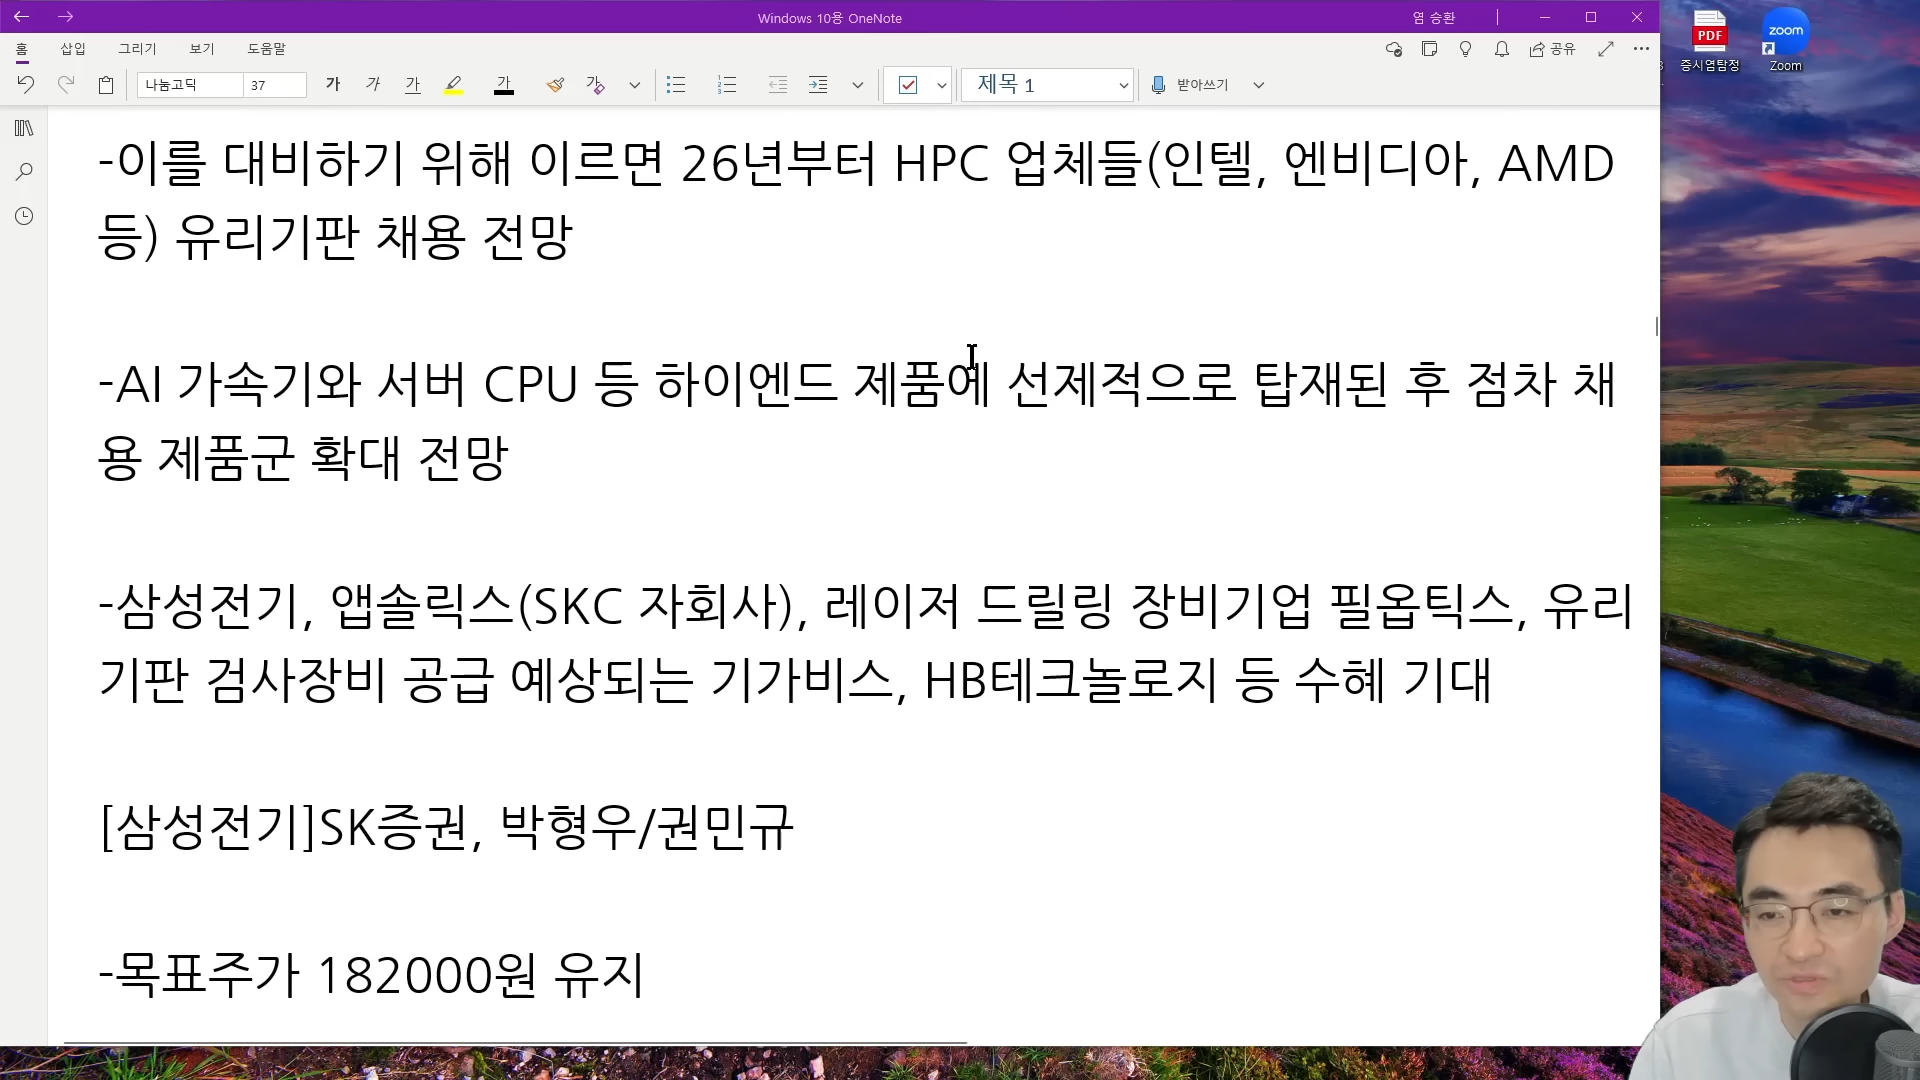 Windows 10용 OneNote
염 승환
홈 삽입 그리기 보기 도움말
공유
나눔고딕 37 가 가 가 가 가 제목 1 받아쓰기
PDF
증시염탐정
zoom
Zoom
-이를 대비하기 위해 이르면 26년부터 HPC 업체들(인텔, 엔비디아, AMD
등) 유리기판 채용 전망
-AI 가속기와 서버 CPU 등 하이엔드 제품에 선제적으로 탑재된 후 점차 채
용 제품군 확대 전망
-삼성전기, 앱솔릭스(SKC 자회사), 레이저 드릴링 장비기업 필옵틱스, 유리
기판 검사장비 공급 예상되는 기가비스, HB테크놀로지 등 수혜 기대
[삼성전기]SK증권, 박형우/권민규
-목표주가 182000원 유지